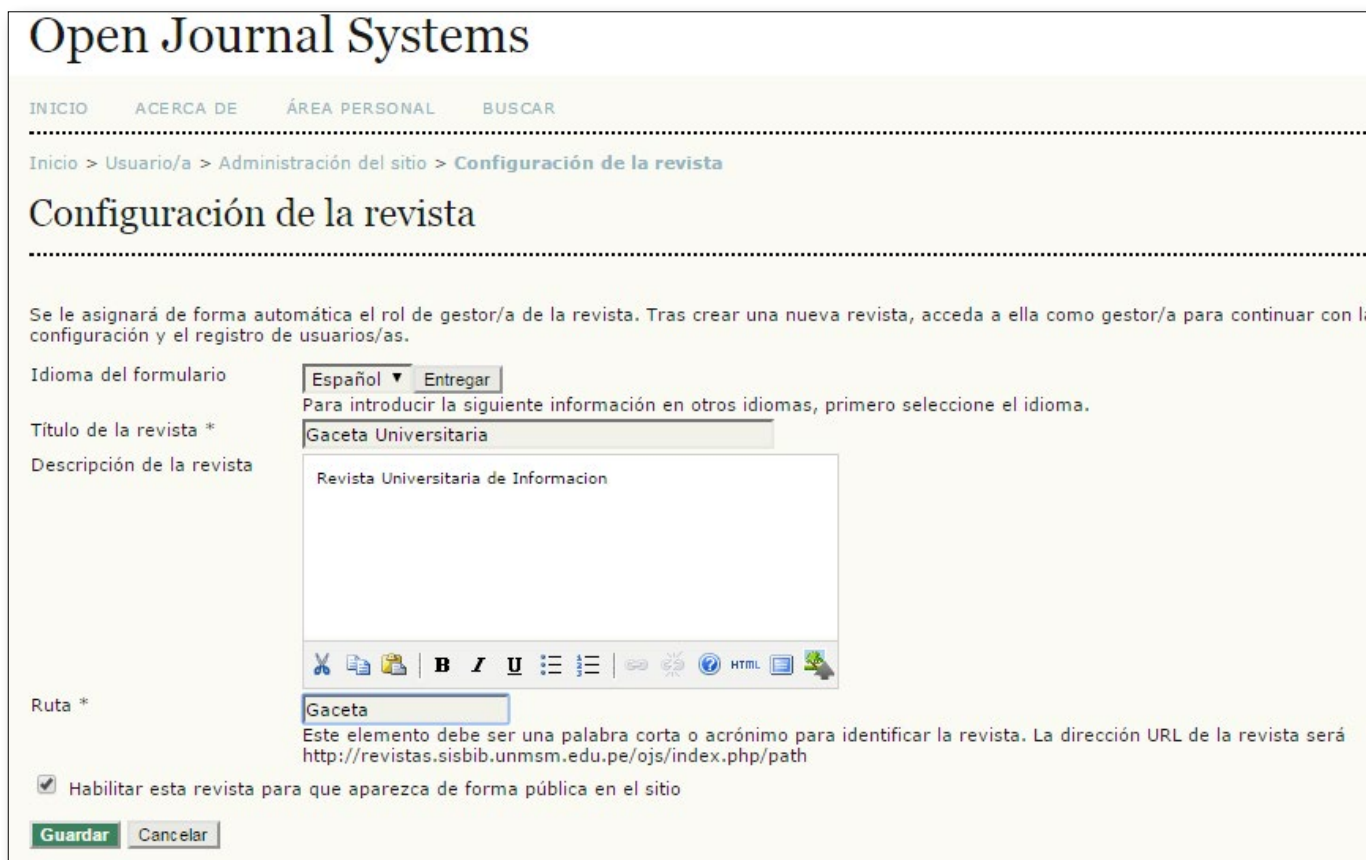 Open Journal Systems
INICIO ACERCA DE ÁREA PERSONAL BUSCAR
Inicio > Usuario/a > Administración del sitio > Configuración de la revista
Configuración de la revista
Se le asignará de forma automática el rol de gestor/a de la revista. Tras crear una nueva revista, acceda a ella como gestor/a para continuar con la
configuración y el registro de usuarios/as.
Idioma del formulario Español Entregar
Para introducir la siguiente información en otros idiomas, primero seleccione el idioma.
Título de la revista * Gaceta Universitaria
Descripción de la revista
Revista Universitaria de Informacion
B I U HTML
Ruta * Gaceta
Este elemento debe ser una palabra corta o acrónimo para identificar la revista. La dirección URL de la revista será
http://revistas.sisbib.unmsm.edu.pe/ojs/index.php/path
Habilitar esta revista para que aparezca de forma pública en el sitio
Guardar Cancelar